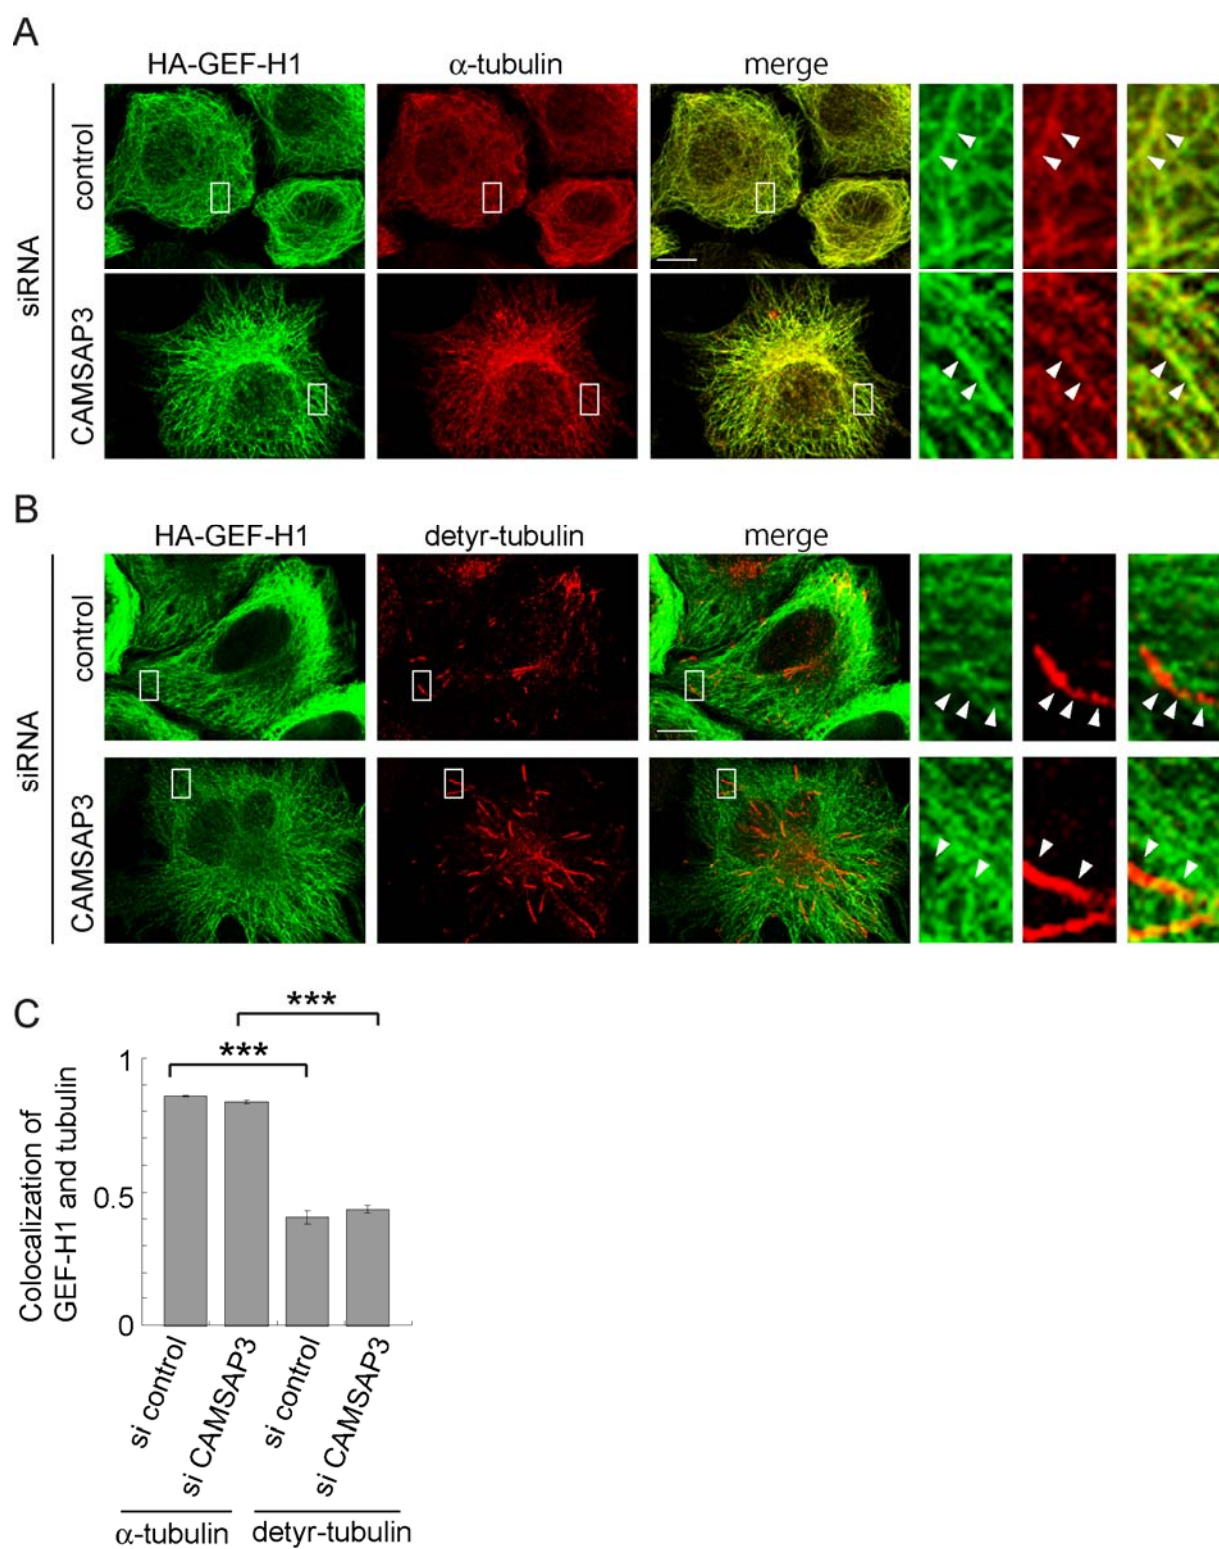 A
HA-GEF-H1
α-tubulin
merge
siRNA
control
CAMSAP3
B
HA-GEF-H1
detyr-tubulin
merge
siRNA
control
CAMSAP3
C
***
***
Colocalization of
GEF-H1 and tubulin
1
0.5
0
si control
si CAMSAP3
si control
si CAMSAP3
α-tubulin
detyr-tubulin